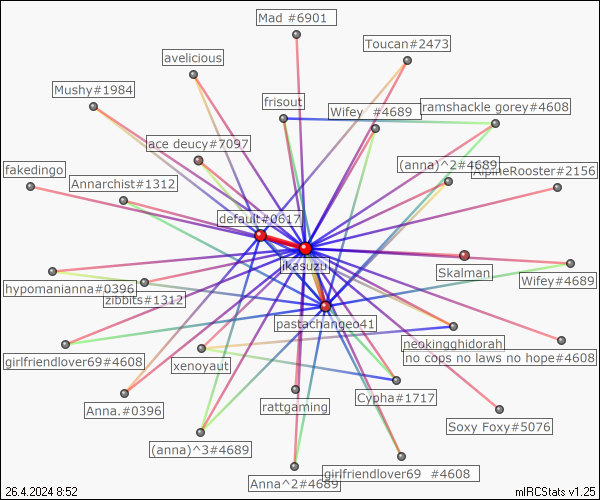 Mad #6901
Toucan#2473
avelicious
Mushy#1984
frisout
Wifey #4689
ramshackle gorey#4608
ace deucy#7097
(anna)^2#4689
AlpineRooster#2156
fakedingo
Annarchist#1312
default#0617
ikasuzu
Skalman
Wifey#4689
hypomanianna#0396
zibbits#1312
pastachangeo41
neokingghidorah
no cops no laws no hope#4608
girlfriendlover69#4608
xenoyaut
Cypha#1717
Anna.#0396
rattgaming
Soxy Foxy#5076
(anna)^3#4689
Anna^2#4689
girlfriendlover69 #4608
26.4.2024 8:52
mIRCStats v1.25